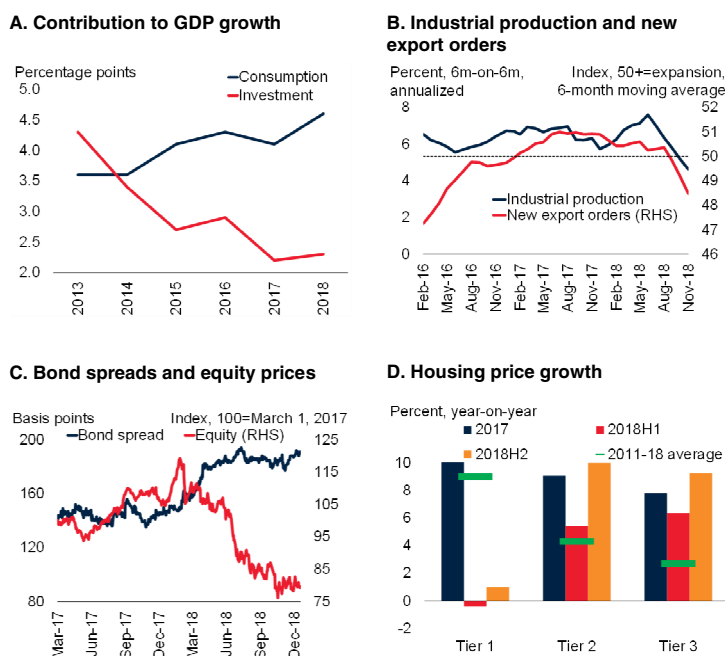 A. Contribution to GDP growth
Percentage points
5.0
4.5
4.0
3.5
3.0
2.5
2.0
Consumption
Investment
2013
2014
2015
2016
2017
2018
B. Industrial production and new
export orders
Percent, 6m-on-6m,
annualized
Index, 50+=expansion,
6-month moving average
8
6
4
2
0
52
51
50
49
48
47
46
Industrial production
New export orders (RHS)
Feb-16
May-16
Aug-16
Nov-16
Feb-17
May-17
Aug-17
Nov-17
Feb-18
May-18
Aug-18
Nov-18
C. Bond spreads and equity prices
Basis points
Index, 100=March 1, 2017
200
160
120
80
Bond spread
Equity (RHS)
125
115
105
95
85
75
Mar-17
Jun-17
Sep-17
Dec-17
Mar-18
Jun-18
Sep-18
Dec-18
D. Housing price growth
Percent, year-on-year
2017
2018H1
2018H2
2011-18 average
10
8
6
4
2
0
-2
Tier 1
Tier 2
Tier 3